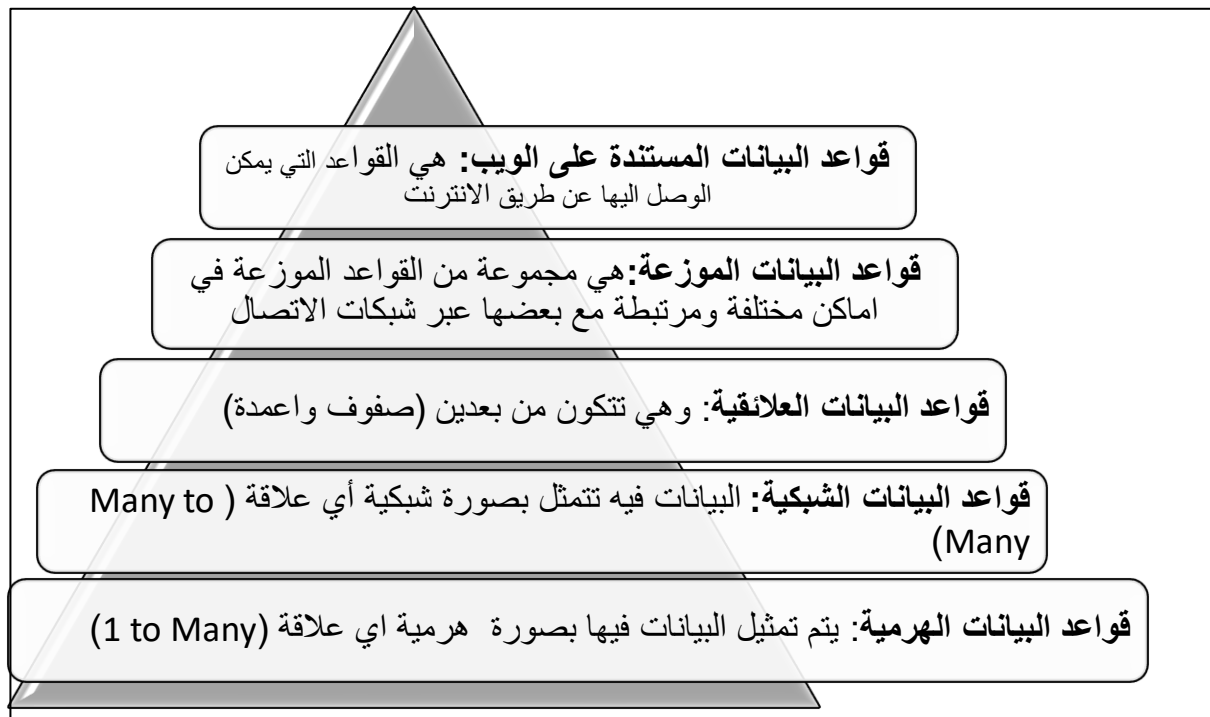 قواعد البيانات المستندة على الويب: هي القواعد التي يمكن
الوصل اليها عن طريق الانترنت
قواعد البيانات الموزعة:هي مجموعة من القواعد الموزعة في
اماكن مختلفة ومرتبطة مع بعضها عبر شبكات الاتصال
قواعد البيانات العلائقية: وهي تتكون من بعدين (صفوف واعمدة)
قواعد البيانات الشبكية: البيانات فيه تتمثل بصورة شبكية أي علاقة (Many to
Many)
قواعد البيانات الهرمية: يتم تمثيل البيانات فيها بصورة هرمية اي علاقة (1 to Many)